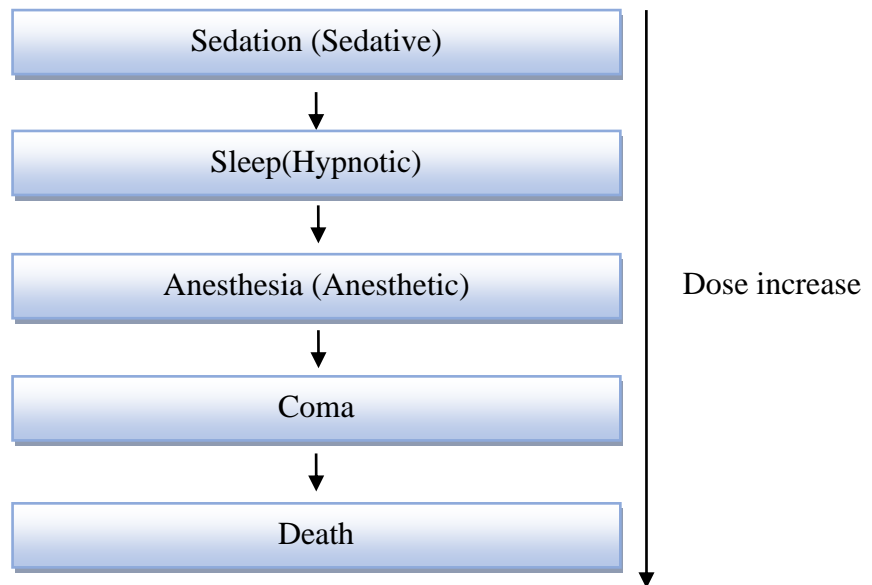 Sedation (Sedative)
Sleep(Hypnotic)
Anesthesia (Anesthetic)
Dose increase
Coma
Death